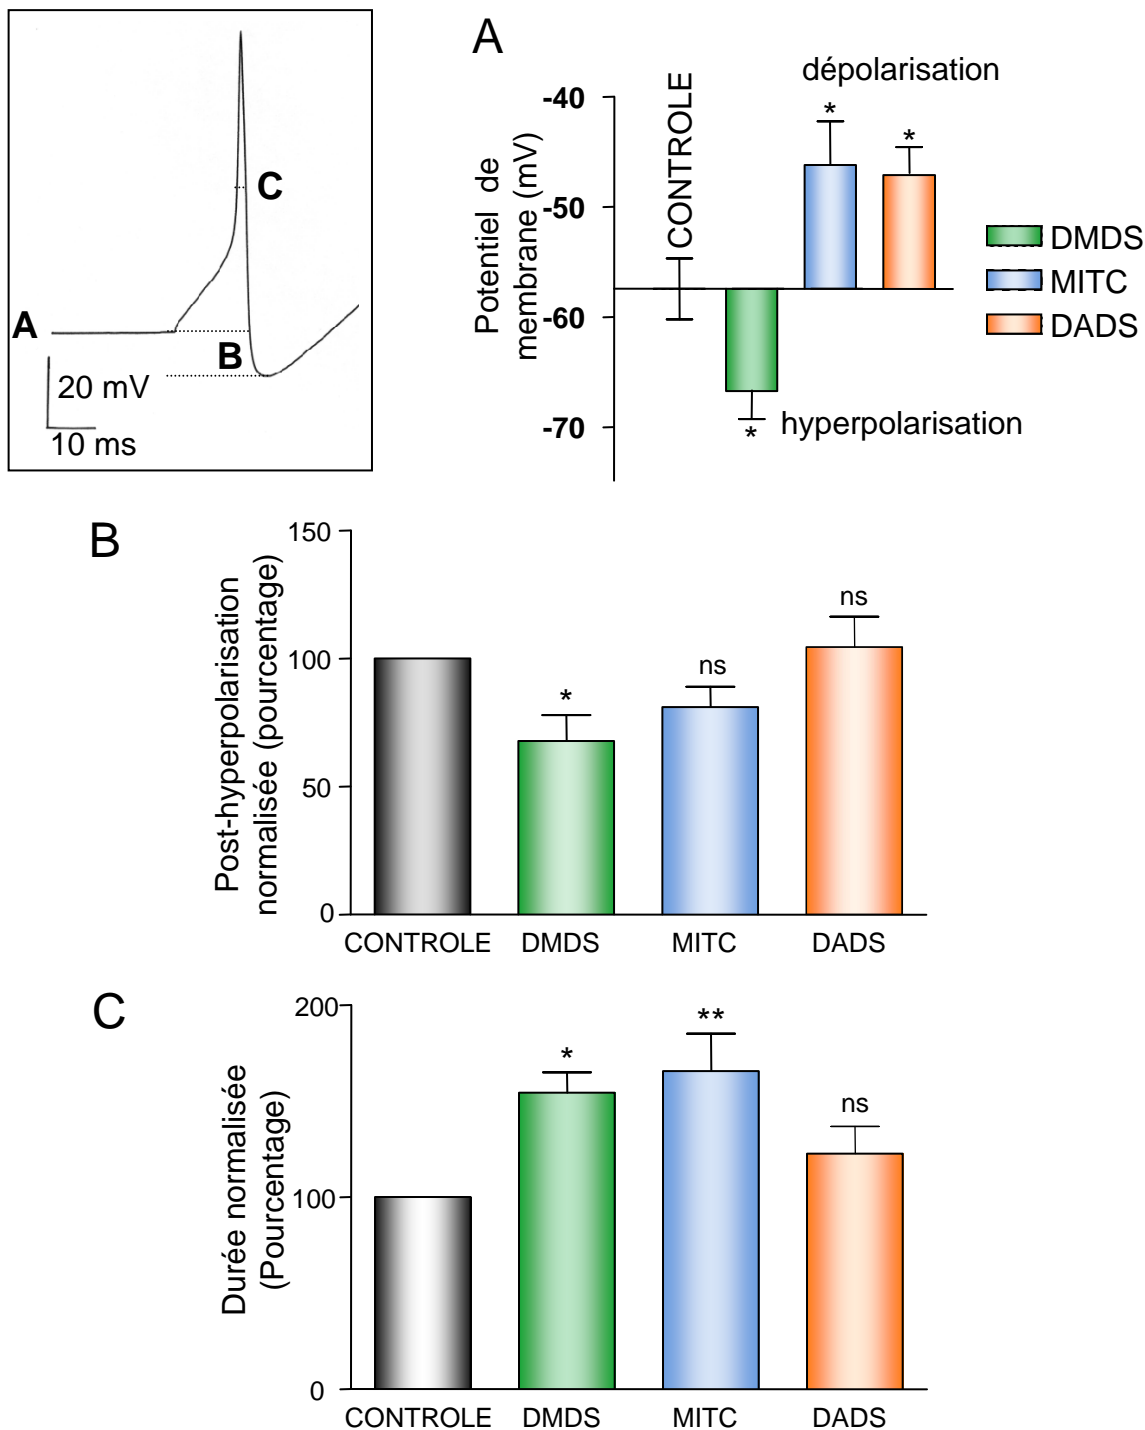 A
C
B
20 mV
10 ms
A
dépolarisation
-40
-50
-60
-70
Potentiel de
membrane (mV)
CONTROLE
*
*
*
hyperpolarisation
DMDS
MITC
DADS
B
150
100
50
0
Post-hyperpolarisation
normalisée (pourcentage)
*
ns
ns
CONTROLE DMDS MITC DADS
C
200
100
0
Durée normalisée
(Pourcentage)
*
**
ns
CONTROLE DMDS MITC DADS